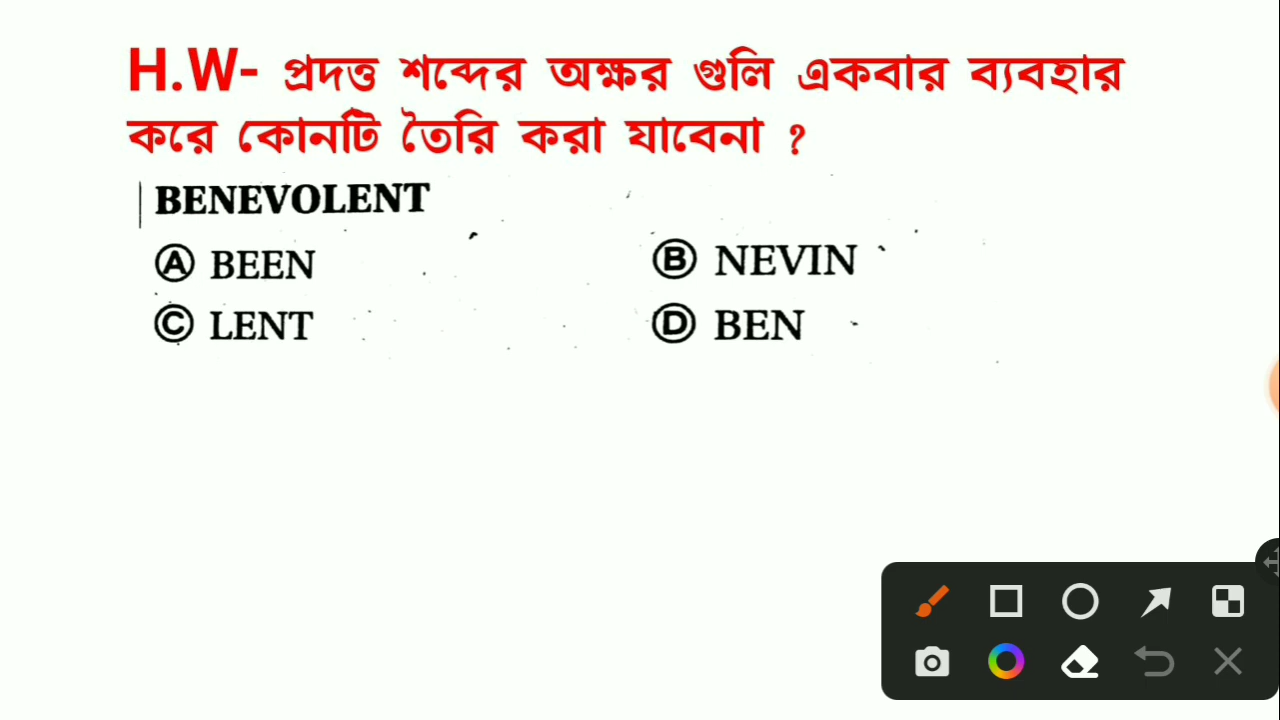 H.W- প্রদত্ত শব্দের অক্ষর গুলি একবার ব্যবহার
করে কোনটি তৈরি করা যাবেনা ?
BENEVOLENT
Ⓐ BEEN Ⓑ NEVIN
Ⓒ LENT Ⓓ BEN